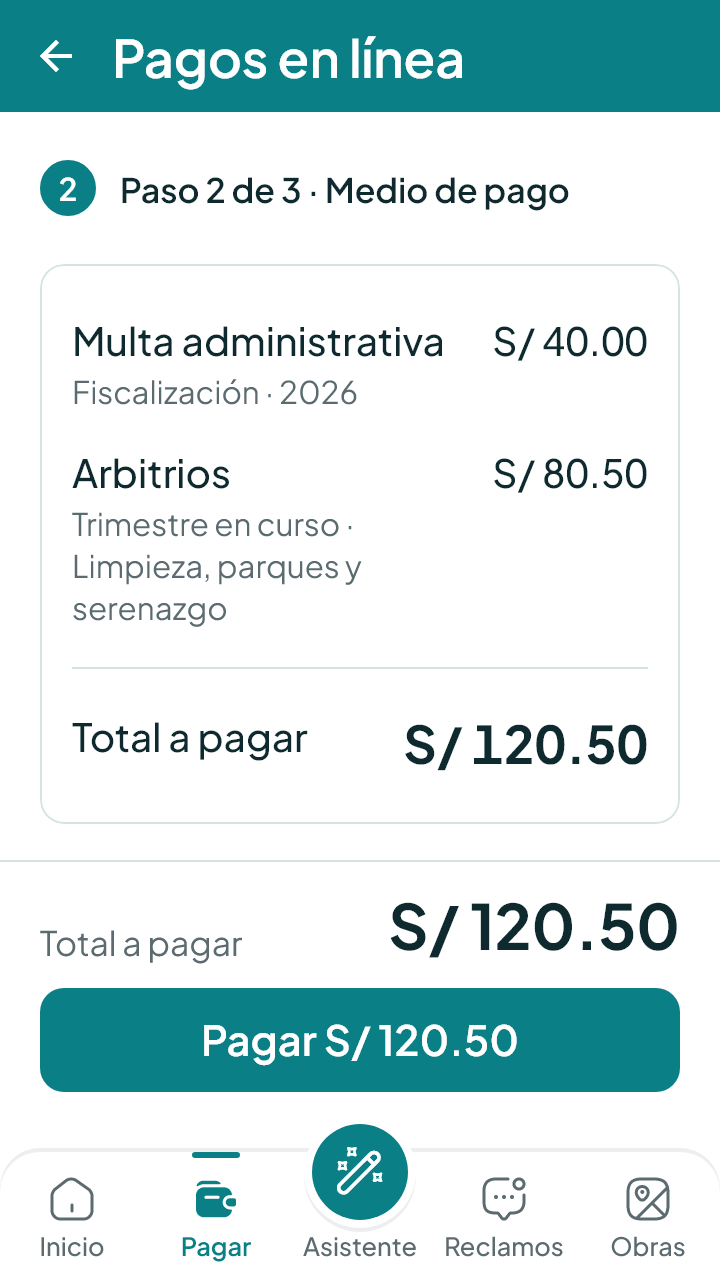 Pagos en línea
2
Paso 2 de 3 · Medio de pago
Multa administrativa S/ 40.00
Fiscalización · 2026
Arbitrios S/ 80.50
Trimestre en curso ·
Limpieza, parques y
serenazgo
Total a pagar S/ 120.50
Total a pagar S/ 120.50
Pagar S/ 120.50
Inicio Pagar Asistente Reclamos Obras